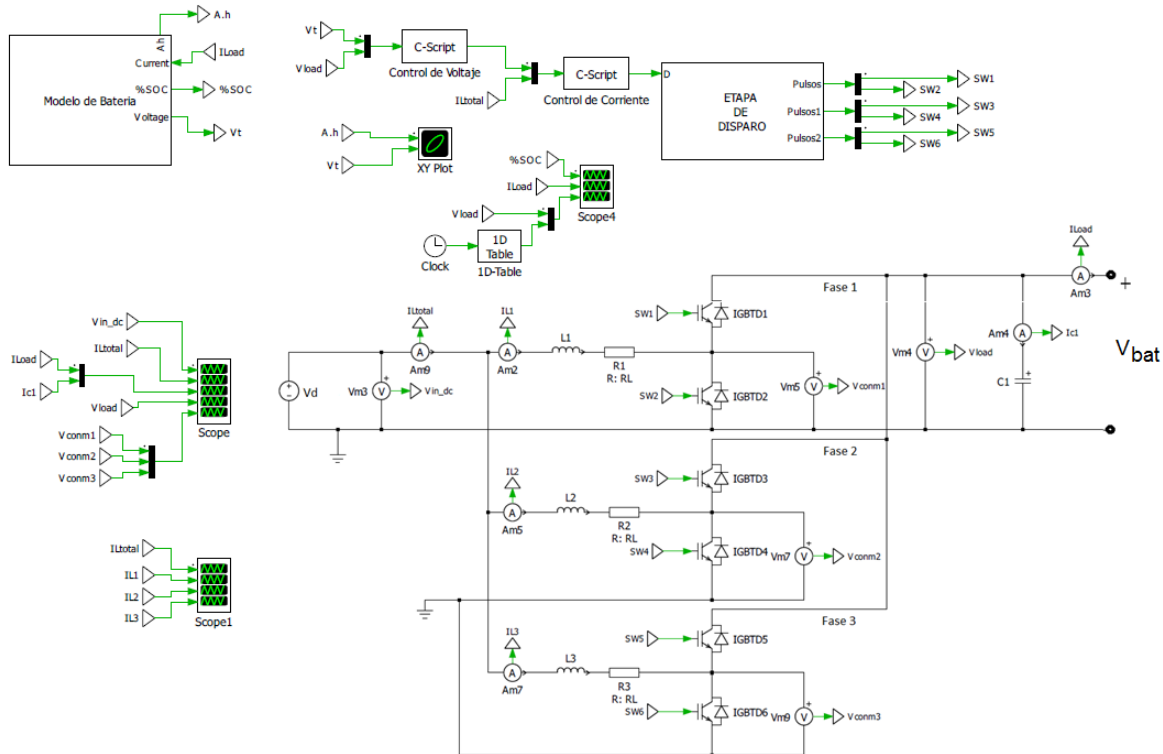 A.h
Ah
ILoad
Current
%SOC
%SOC
Voltage
Vt
Modelo de Bateria
Vt
Vload
C-Script
Control de Voltaje
ILtotal
C-Script
Control de Corriente
D
ETAPA
DE
DISPARO
Pulsos
Pulsos1
Pulsos2
SW1
SW2
SW3
SW4
SW5
SW6
A.h
Vt
XY Plot
%SOC
ILoad
Vload
Scope4
Clock
1D
Table
1D-Table
Vin_dc
ILtotal
ILoad
Ic1
Vload
Vconm1
Vconm2
Vconm3
Scope
ILtotal
IL1
IL2
IL3
Scope1
Vd
Vm3
V
Vin_dc
ILtotal
A
Am9
IL1
A
Am2
L1
R1
R: RL
SW1
IGBTD1
SW2
IGBTD2
Fase 1
Vm5
V
Vconm1
Vm4
V
Vload
ILoad
A
Am3
+
Am4
A
Ic1
C1
Vbat
Fase 2
IL2
A
Am5
L2
R2
R: RL
SW3
IGBTD3
SW4
IGBTD4
Vm7
V
Vconm2
Fase 3
IL3
A
Am7
L3
R3
R: RL
SW5
IGBTD5
SW6
IGBTD6
Vm9
V
Vconm3